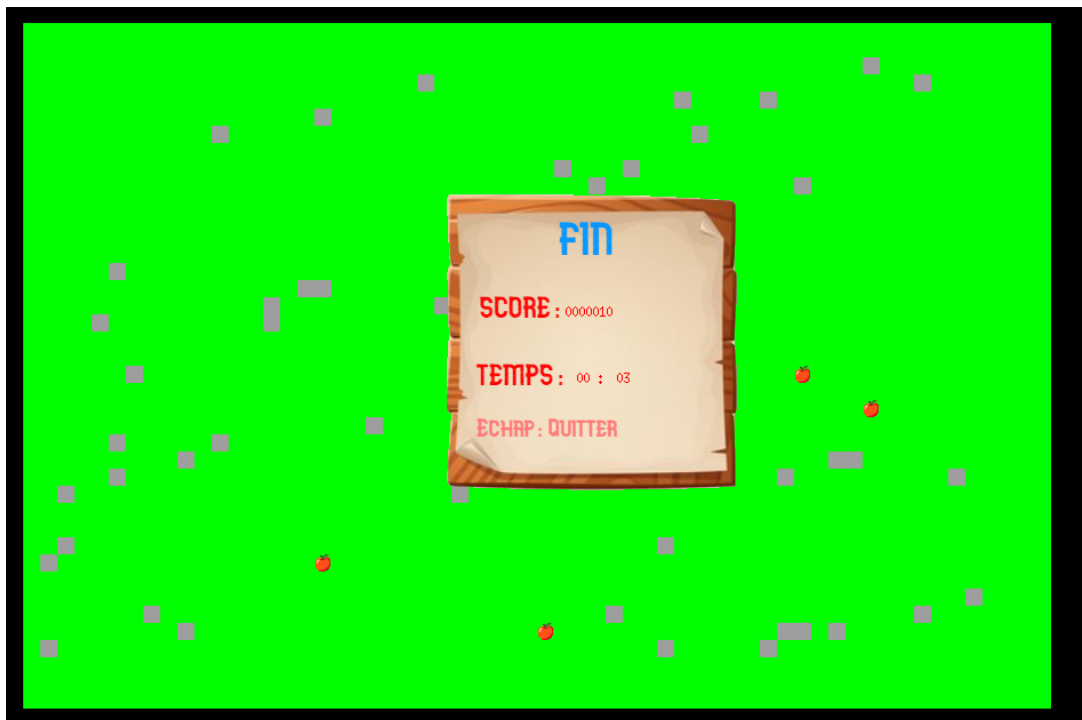 FIN
SCORE : 0000010
TEMPS : 00 : 03
ECHAP : QUITTER